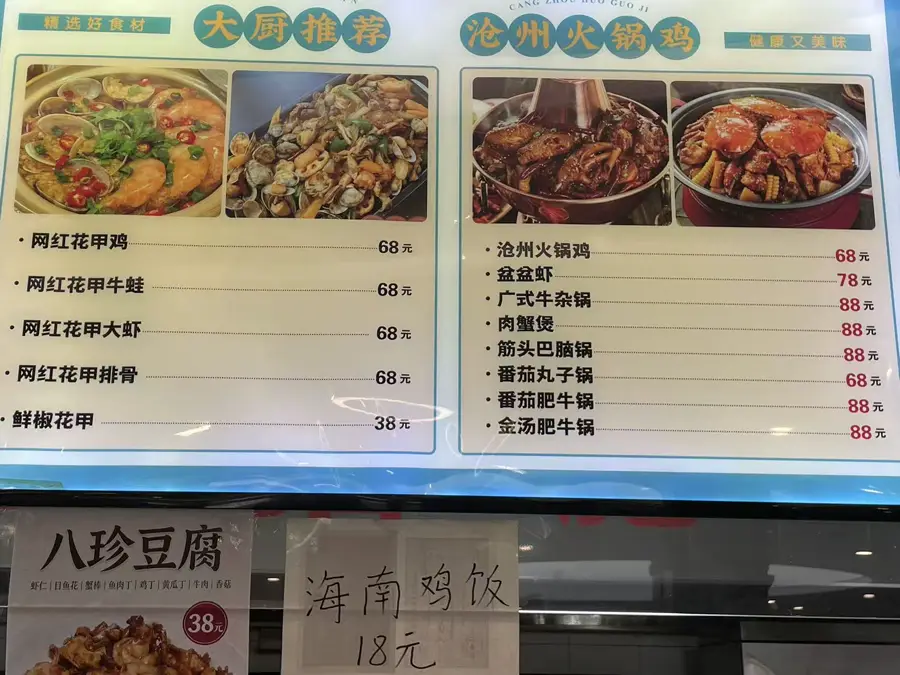 精选好食材
大厨推荐
网红花甲鸡 68元
网红花甲牛蛙 68元
网红花甲大虾 68元
网红花甲排骨 68元
鲜椒花甲 38元
CANG ZHOU HUO GUO JI
沧州火锅鸡
健康又美味
沧州火锅鸡 68元
盆盆虾 78元
广式牛杂锅 88元
肉蟹煲 88元
筋头巴脑锅 88元
番茄丸子锅 68元
番茄肥牛锅 88元
金汤肥牛锅 88元
八珍豆腐
虾仁|目鱼花|蟹棒|鱼肉丁|鸡丁|黄瓜丁|牛肉|香菇
38元
海南鸡饭
18元